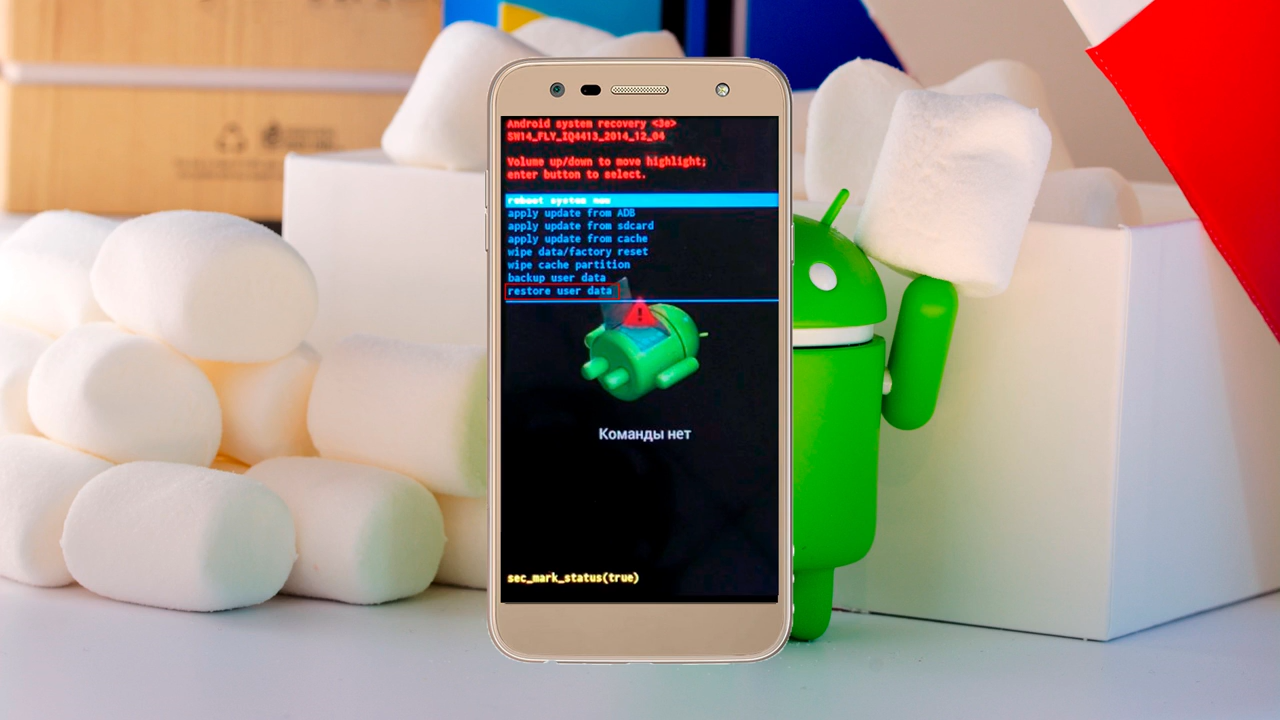 Android system recovery <3e>
SW14_FLY_IQ4413_2014_12_04
Volume up/down to move highlight;
enter button to select.
reboot system now
apply update from ADB
apply update from sdcard
apply update from cache
wipe data/factory reset
wipe cache partition
backup user data
restore user data
Команды нет
sec_mark_status(true)